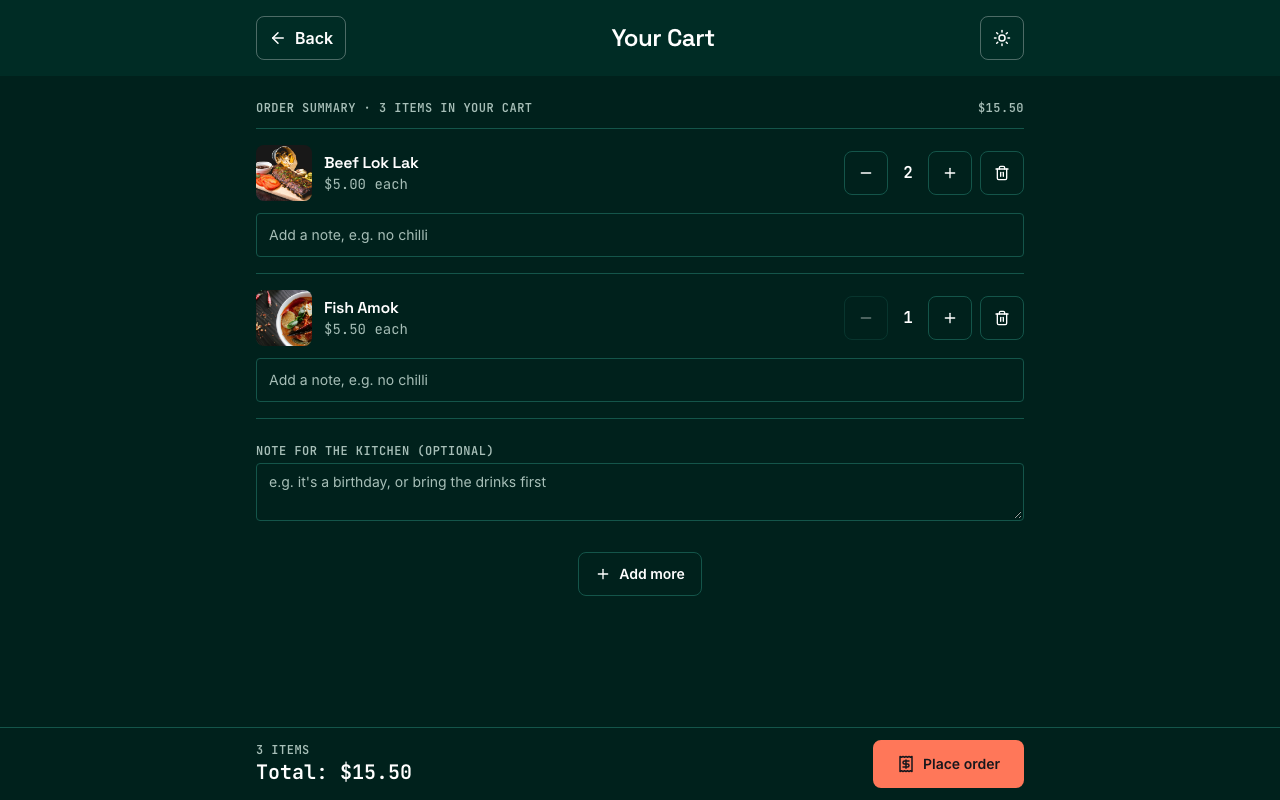 Back
Your Cart
ORDER SUMMARY · 3 ITEMS IN YOUR CART
$15.50
Beef Lok Lak
$5.00 each
2
Add a note, e.g. no chilli
Fish Amok
$5.50 each
1
Add a note, e.g. no chilli
NOTE FOR THE KITCHEN (OPTIONAL)
e.g. it's a birthday, or bring the drinks first
Add more
3 ITEMS
Total: $15.50
Place order